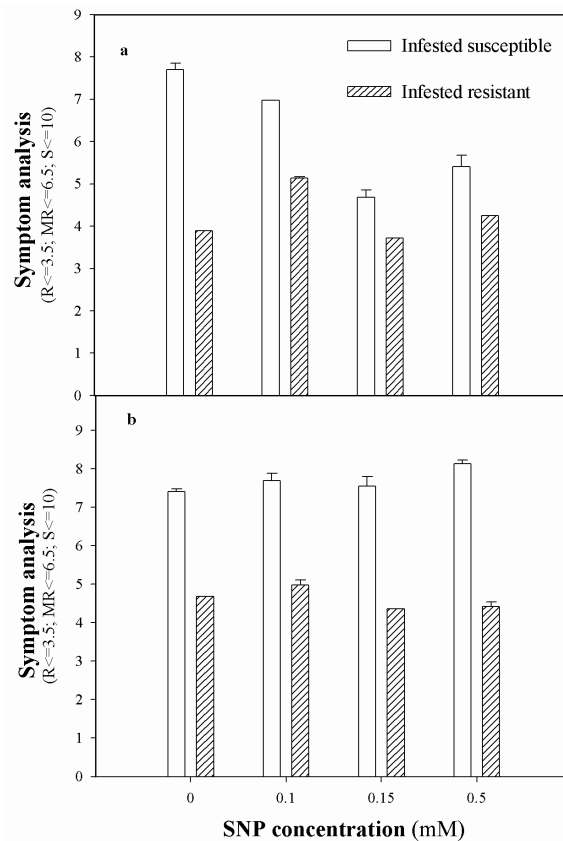 9
8
7
6
5
4
3
2
1
0
Symptom analysis
(R<=3.5; MR<=6.5; S<=10)
a
Infested susceptible
Infested resistant
9
8
7
6
5
4
3
2
1
0
Symptom analysis
(R<=3.5; MR<=6.5; S<=10)
b
0 0.1 0.15 0.5
SNP concentration (mM)